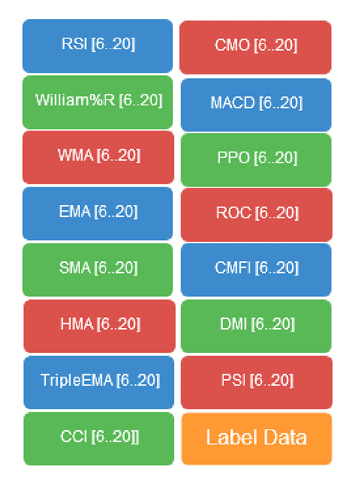 RSI [6..20]
CMO [6..20]
William%R [6..20]
MACD [6..20]
WMA [6..20]
PPO [6..20]
EMA [6..20]
ROC [6..20]
SMA [6..20]
CMFI [6..20]
HMA [6..20]
DMI [6..20]
TripleEMA [6..20]
PSI [6..20]
CCI [6..20]]
Label Data